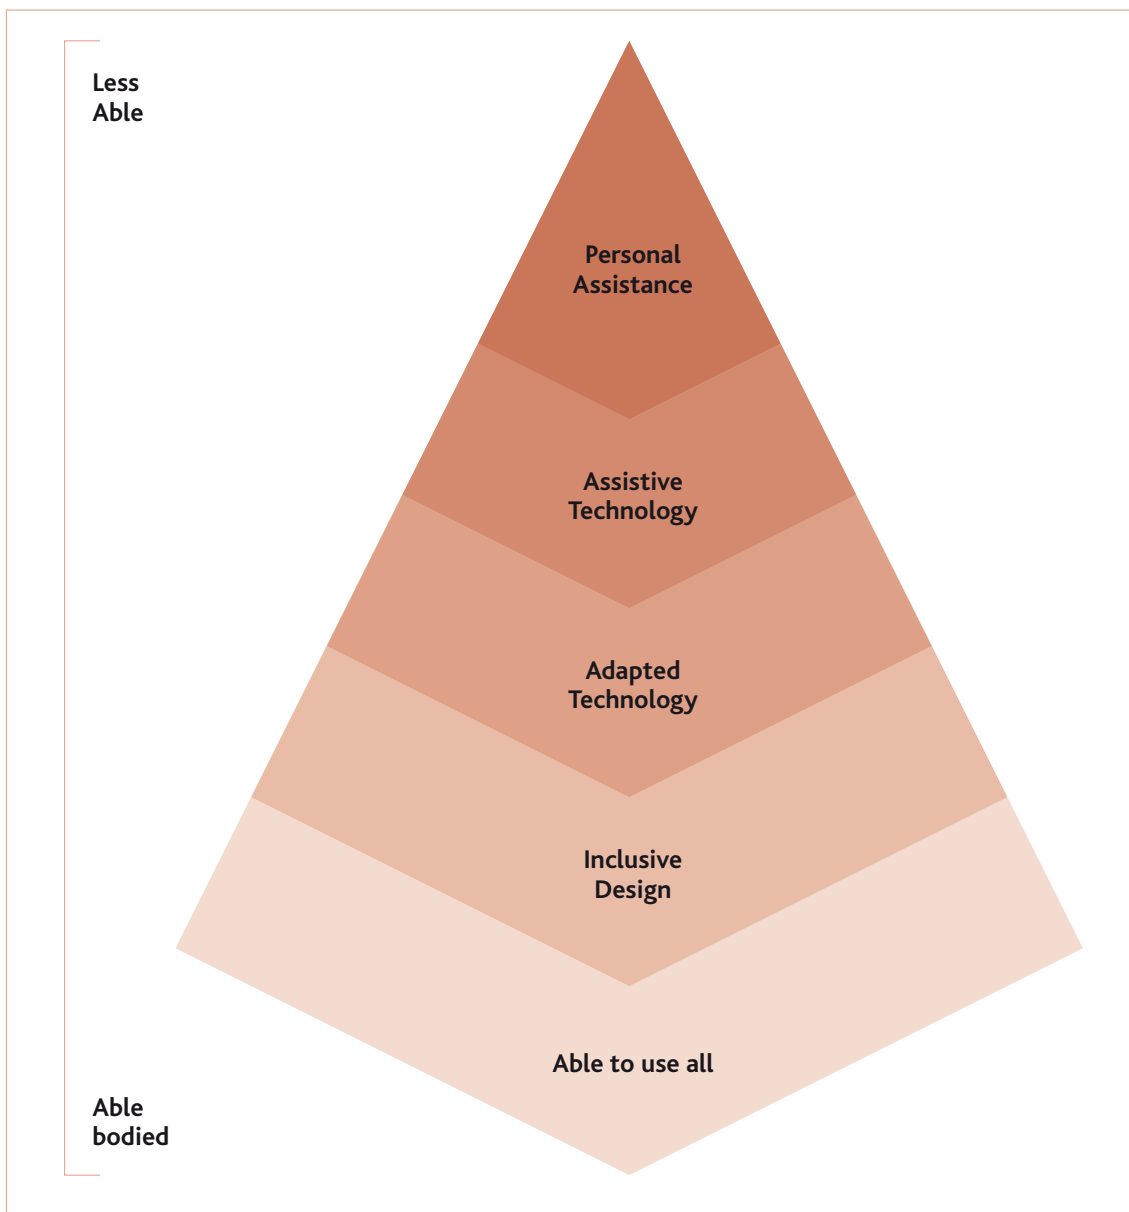 Less
Able
Personal
Assistance
Assistive
Technology
Adapted
Technology
Inclusive
Design
Able to use all
Able
bodied